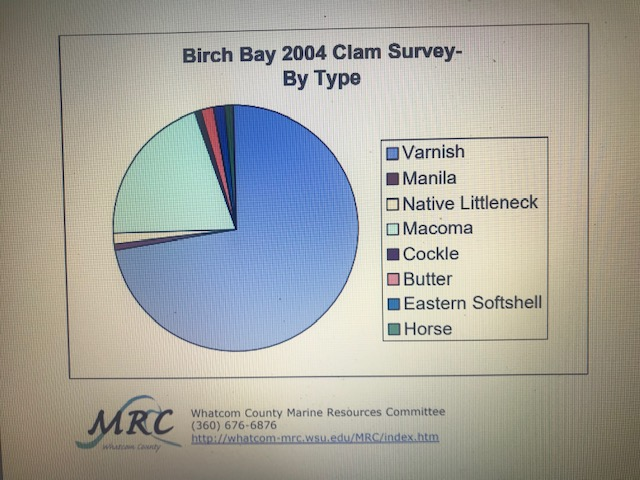 Birch Bay 2004 Clam Survey-
By Type
Varnish
Manila
Native Littleneck
Macoma
Cockle
Butter
Eastern Softshell
Horse
MRC
Whatcom County
Whatcom County Marine Resources Committee
(360) 676-6876
http://whatcom-mrc.wsu.edu/MRC/index.htm